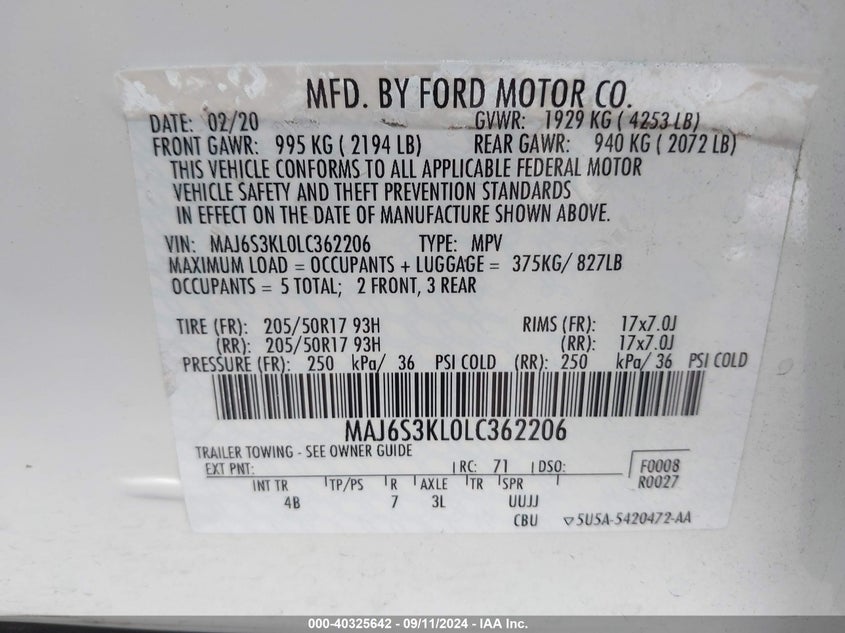 MFD. BY FORD MOTOR CO.
DATE: 02/20 GVWR: 1929 KG ( 4253 LB)
FRONT GAWR: 995 KG ( 2194 LB) REAR GAWR: 940 KG ( 2072 LB)
THIS VEHICLE CONFORMS TO ALL APPLICABLE FEDERAL MOTOR
VEHICLE SAFETY AND THEFT PREVENTION STANDARDS
IN EFFECT ON THE DATE OF MANUFACTURE SHOWN ABOVE.
VIN: MAJ6S3KL0LC362206 TYPE: MPV
MAXIMUM LOAD = OCCUPANTS + LUGGAGE = 375KG/ 827LB
OCCUPANTS = 5 TOTAL; 2 FRONT, 3 REAR
TIRE (FR): 205/50R17 93H RIMS (FR): 17x7.0J
(RR): 205/50R17 93H (RR): 17x7.0J
PRESSURE (FR): 250 kPa/ 36 PSI COLD (RR): 250 kPa/ 36 PSI COLD
MAJ6S3KL0LC362206
TRAILER TOWING - SEE OWNER GUIDE
EXT PNT: RC: 71 DSO: F0008
R0027
INT TR TP/PS R AXLE TR SPR
4B 7 3L UUJJ
CBU ▽5U5A-5420472-AA
000-40325642 - 09/11/2024 - IAA Inc.